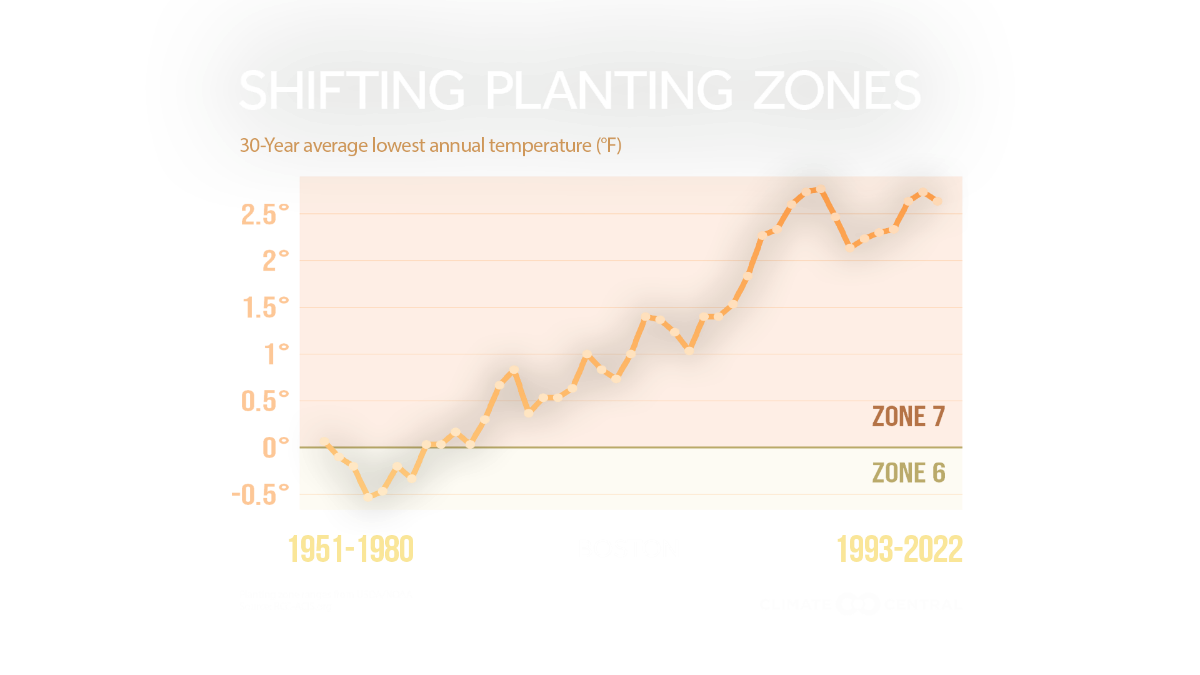 SHIFTING PLANTING ZONES
30-Year average lowest annual temperature (°F)
2.5°
2°
1.5°
1°
0.5°
ZONE 7
0°
ZONE 6
-0.5°
1951-1980
1993-2022